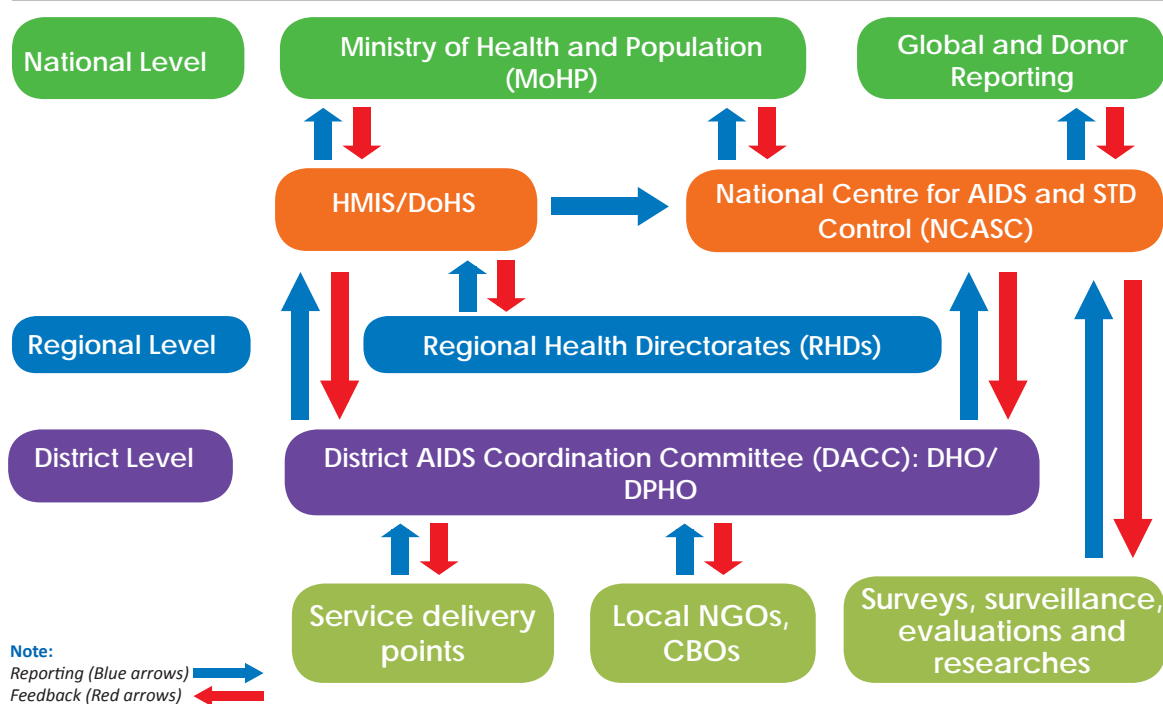 National Level
Ministry of Health and Population
(MoHP)
Global and Donor
Reporting
HMIS/DoHS
National Centre for AIDS and STD
Control (NCASC)
Regional Level
Regional Health Directorates (RHDs)
District Level
District AIDS Coordination Committee (DACC): DHO/
DPHO
Service delivery
points
Local NGOs,
CBOs
Surveys, surveillance,
evaluations and
researches
Note:
Reporting (Blue arrows)
Feedback (Red arrows)